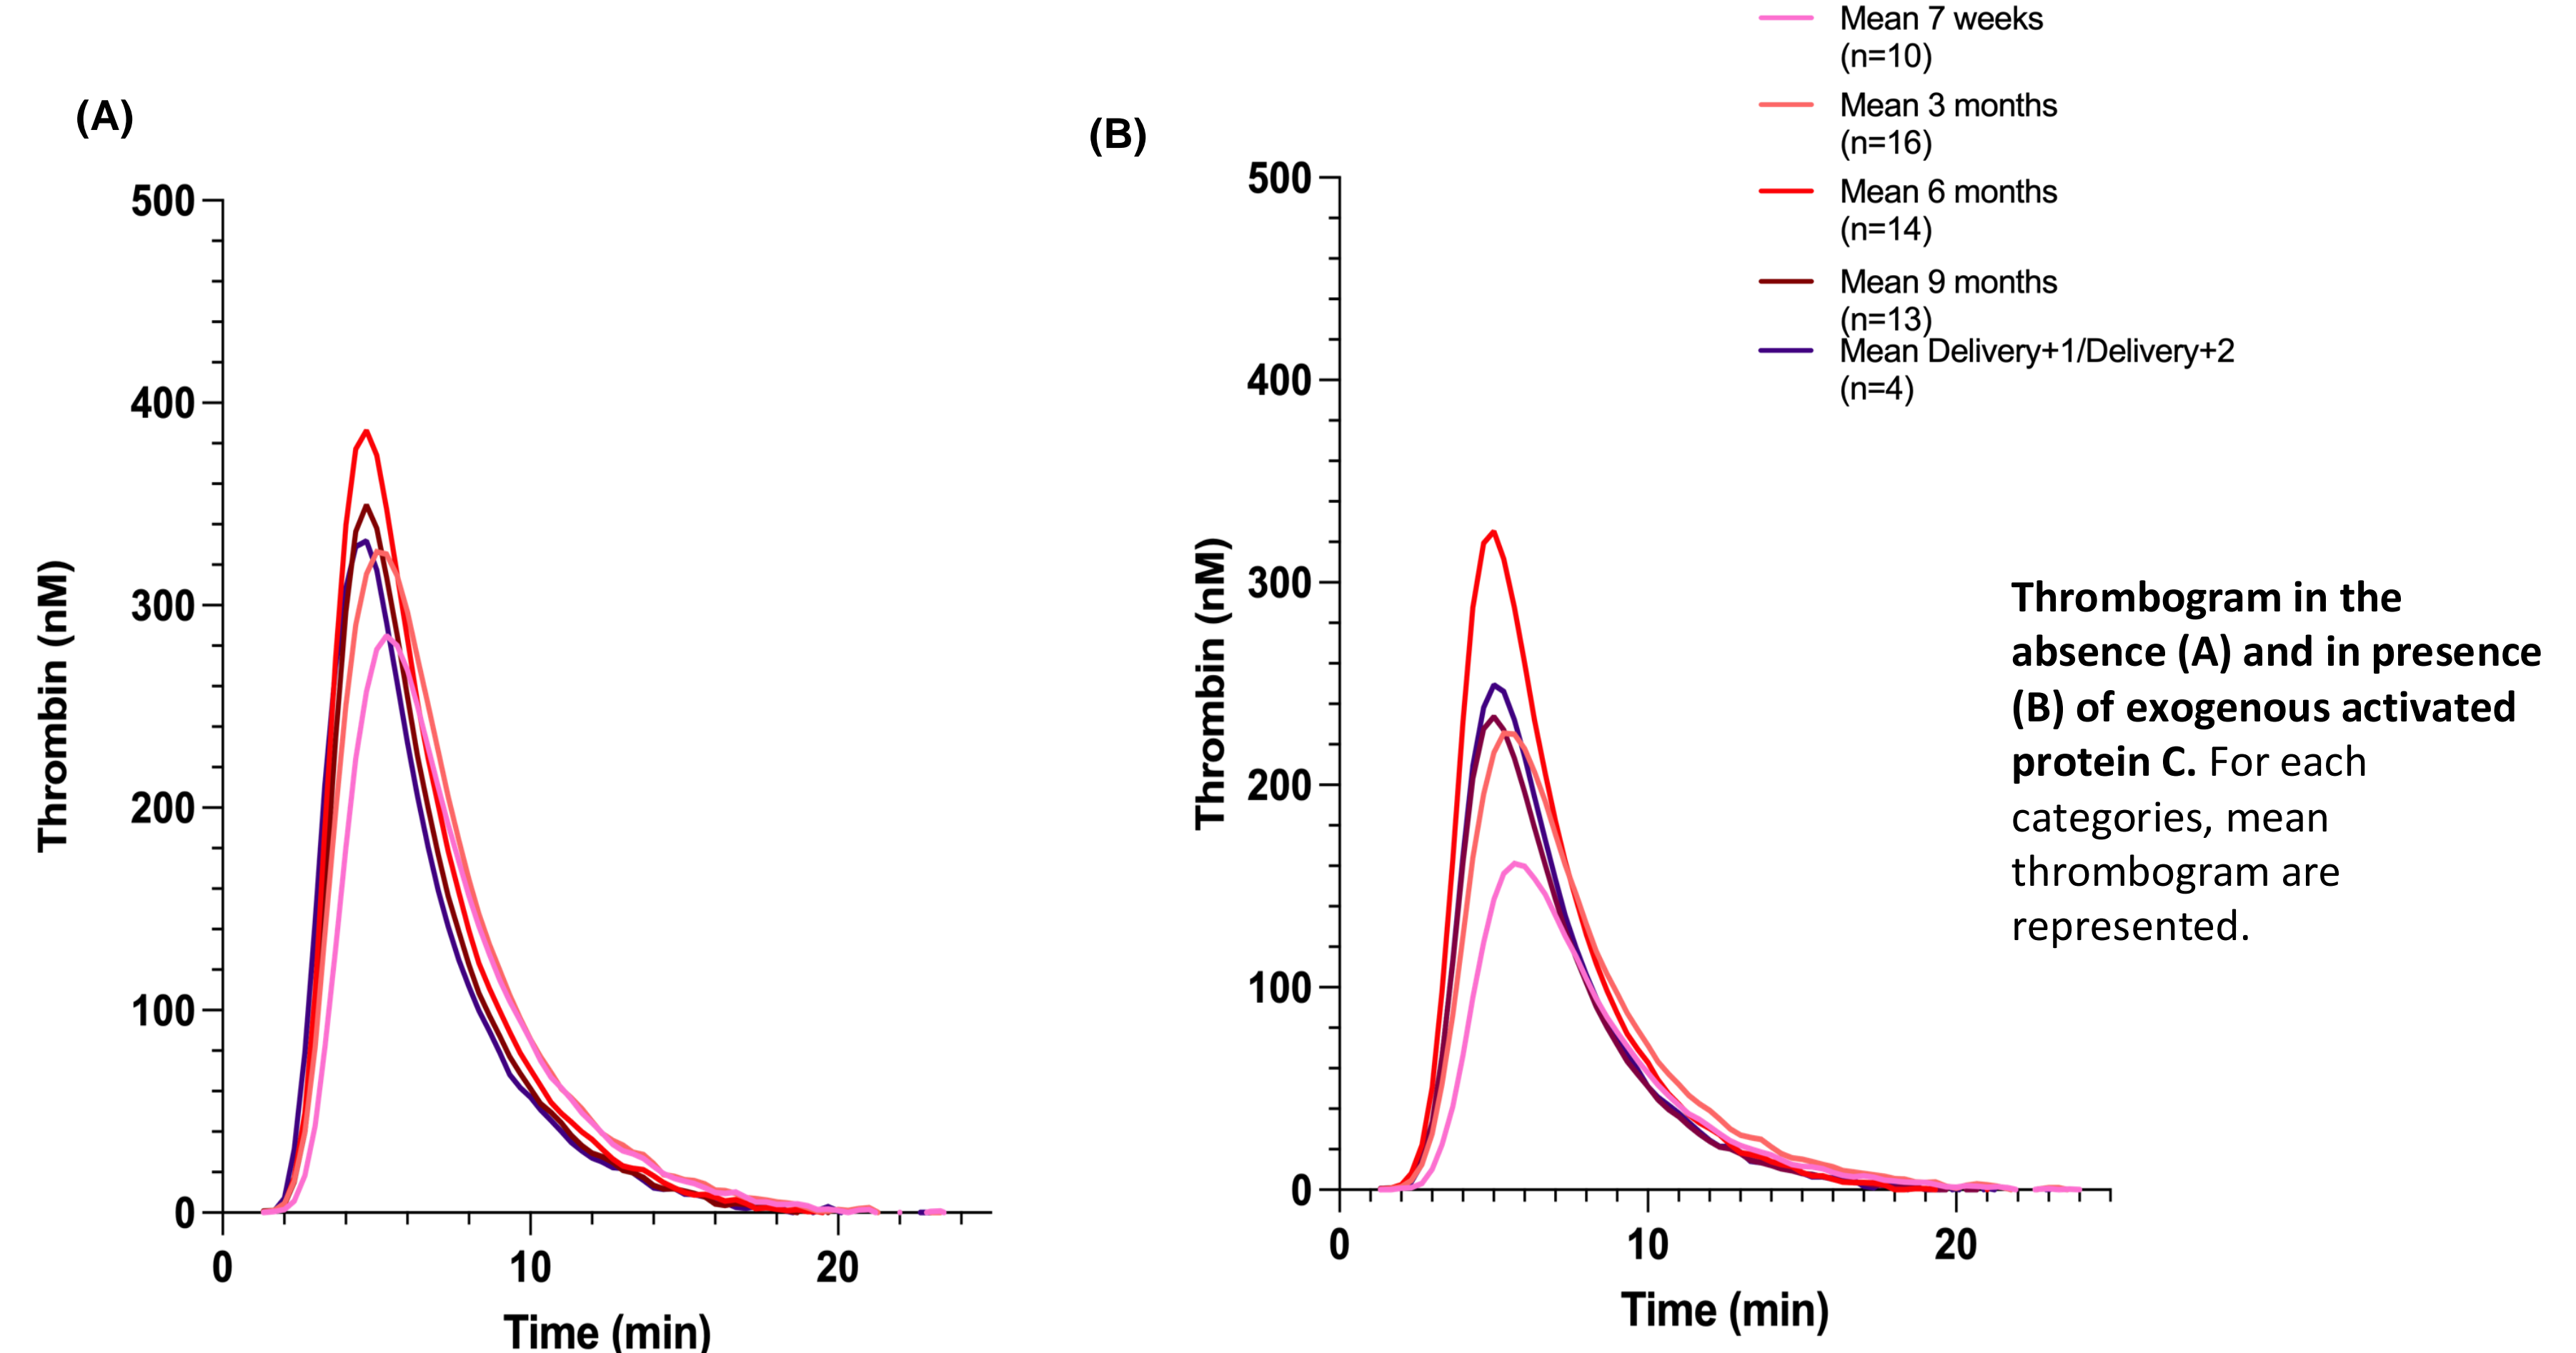 (A)
500
400
300
200
100
0
0
10
20
Thrombin (nM)
Time (min)
(B)
500
400
300
200
100
0
0
10
20
Thrombin (nM)
Time (min)
Mean 7 weeks
(n=10)
Mean 3 months
(n=16)
Mean 6 months
(n=14)
Mean 9 months
(n=13)
Mean Delivery+1/Delivery+2
(n=4)
Thrombogram in the
absence (A) and in presence
(B) of exogenous activated
protein C. For each
categories, mean
thrombogram are
represented.